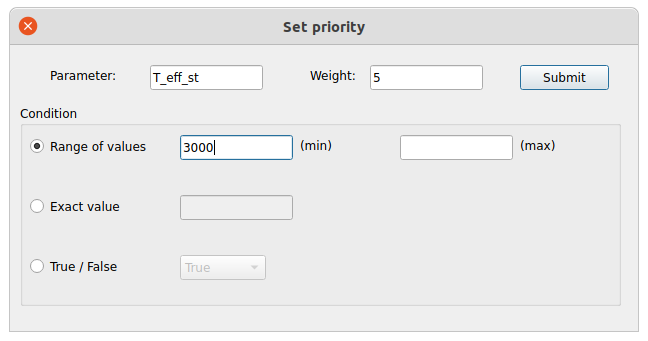 Set priority
Parameter: T_eff_st Weight: 5 Submit
Condition
Range of values 3000 (min) (max)
Exact value
True / False True